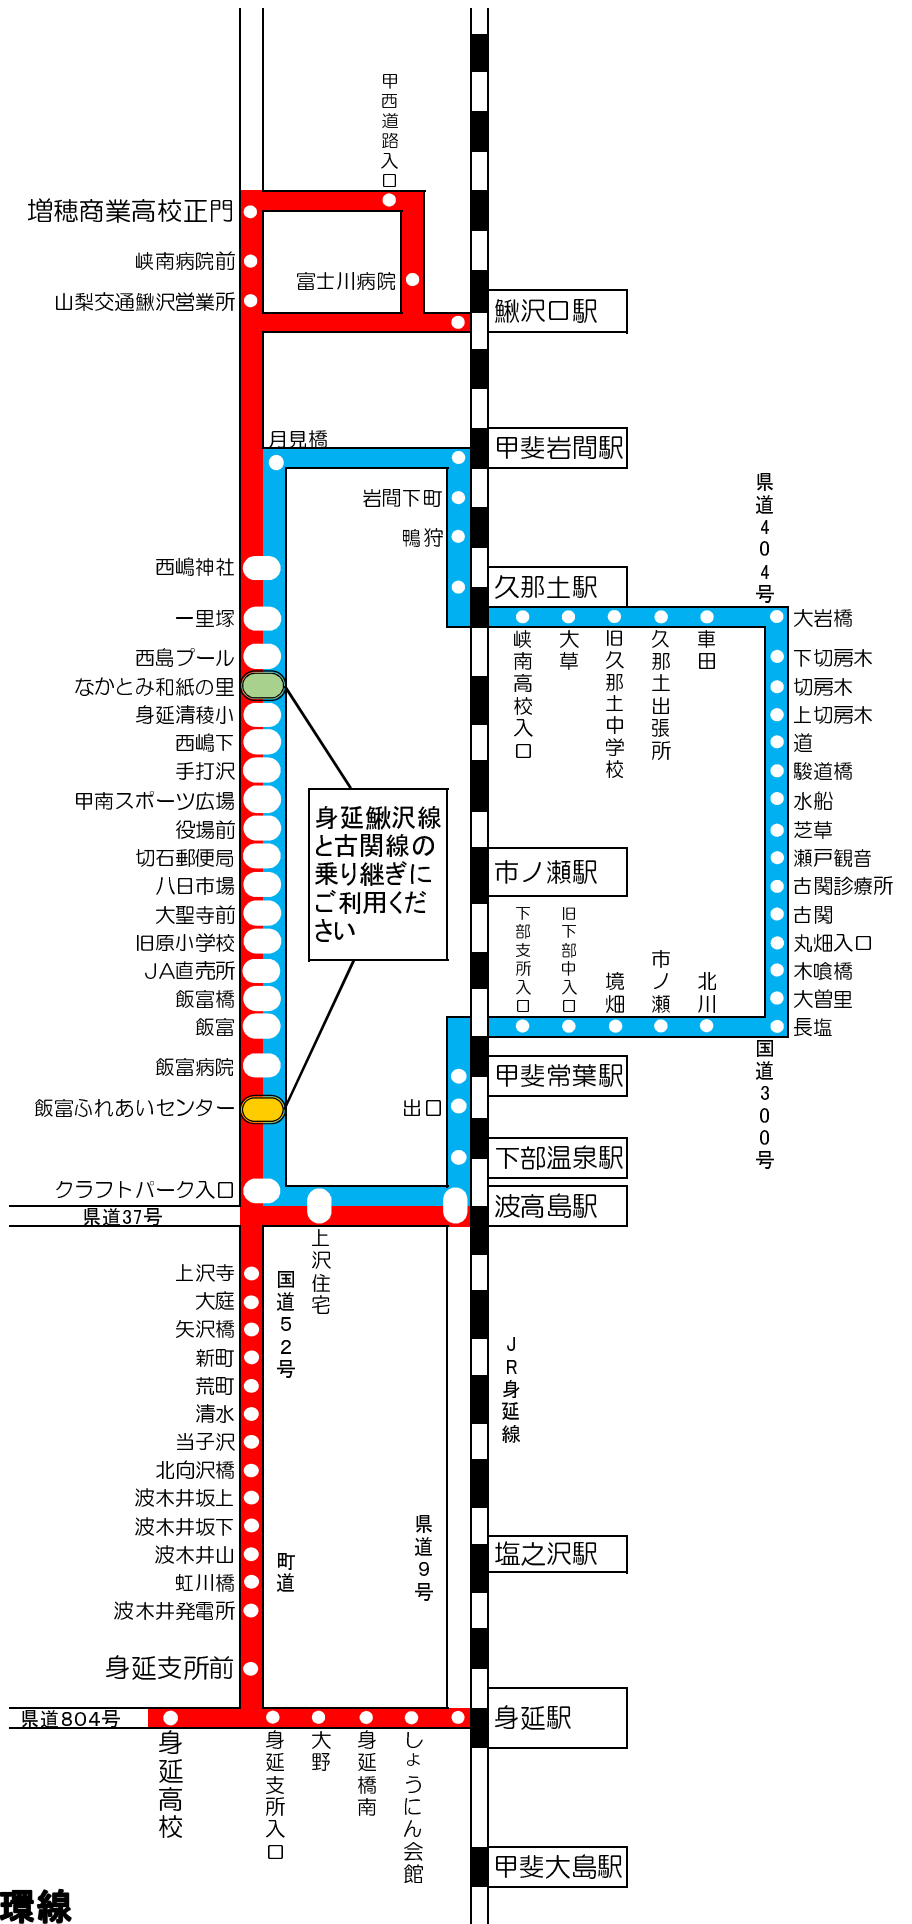 甲西道路入口
増穂商業高校正門
峡南病院前
富士川病院
山梨交通鰍沢営業所
鰍沢口駅
月見橋
甲斐岩間駅
岩間下町
鴨狩
県道404号
西嶋神社
久那土駅
一里塚
大岩橋
峡南高校入口
大草
旧久那土中学校
久那土出張所
車田
西島プール
下切房木
なかとみ和紙の里
切房木
身延清稜小
上切房木
西嶋下
道
手打沢
駿道橋
甲南スポーツ広場
水船
役場前
芝草
身延鰍沢線
と古関線の
乗り継ぎに
ご利用くだ
さい
切石郵便局
瀬戸観音
市ノ瀬駅
八日市場
古関診療所
大聖寺前
古関
下部支所入口
旧下部中入口
境畑
市ノ瀬
北川
旧原小学校
丸畑入口
JA直売所
木喰橋
飯富橋
大曽里
飯富
長塩
国道300号
飯富病院
甲斐常葉駅
飯富ふれあいセンター
出口
下部温泉駅
クラフトパーク入口
波高島駅
県道37号
上沢住宅
上沢寺
国道52号
大庭
矢沢橋
新町
JR身延線
荒町
清水
当子沢
北向沢橋
波木井坂上
波木井坂下
県道9号
波木井山
町道
塩之沢駅
虹川橋
波木井発電所
身延支所前
県道804号
身延駅
身延高校
身延支所入口
大野
身延橋南
しょうにん会館
甲斐大島駅
環線